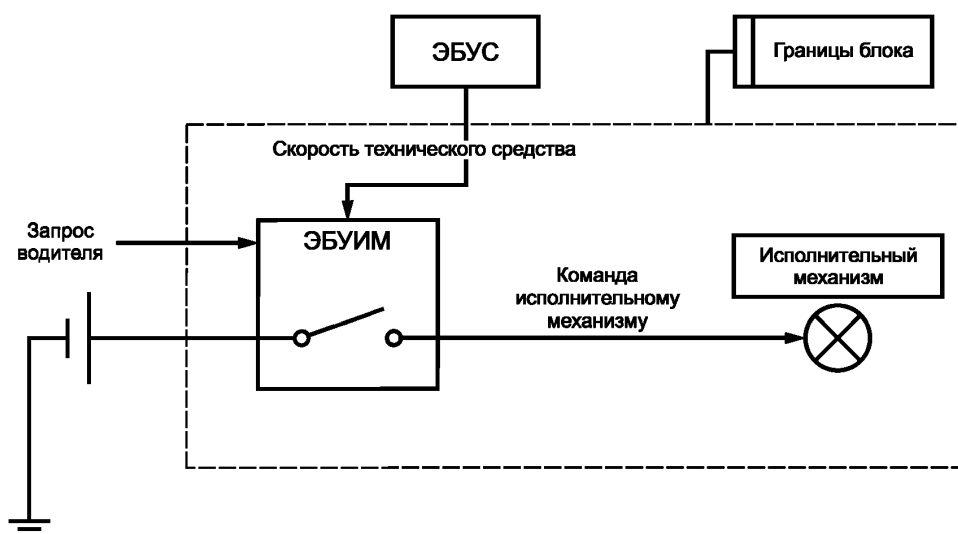 ЭБУС
Границы блока
Скорость технического средства
Запрос
водителя
ЭБУИМ
Команда
исполнительному
механизму
Исполнительный
механизм